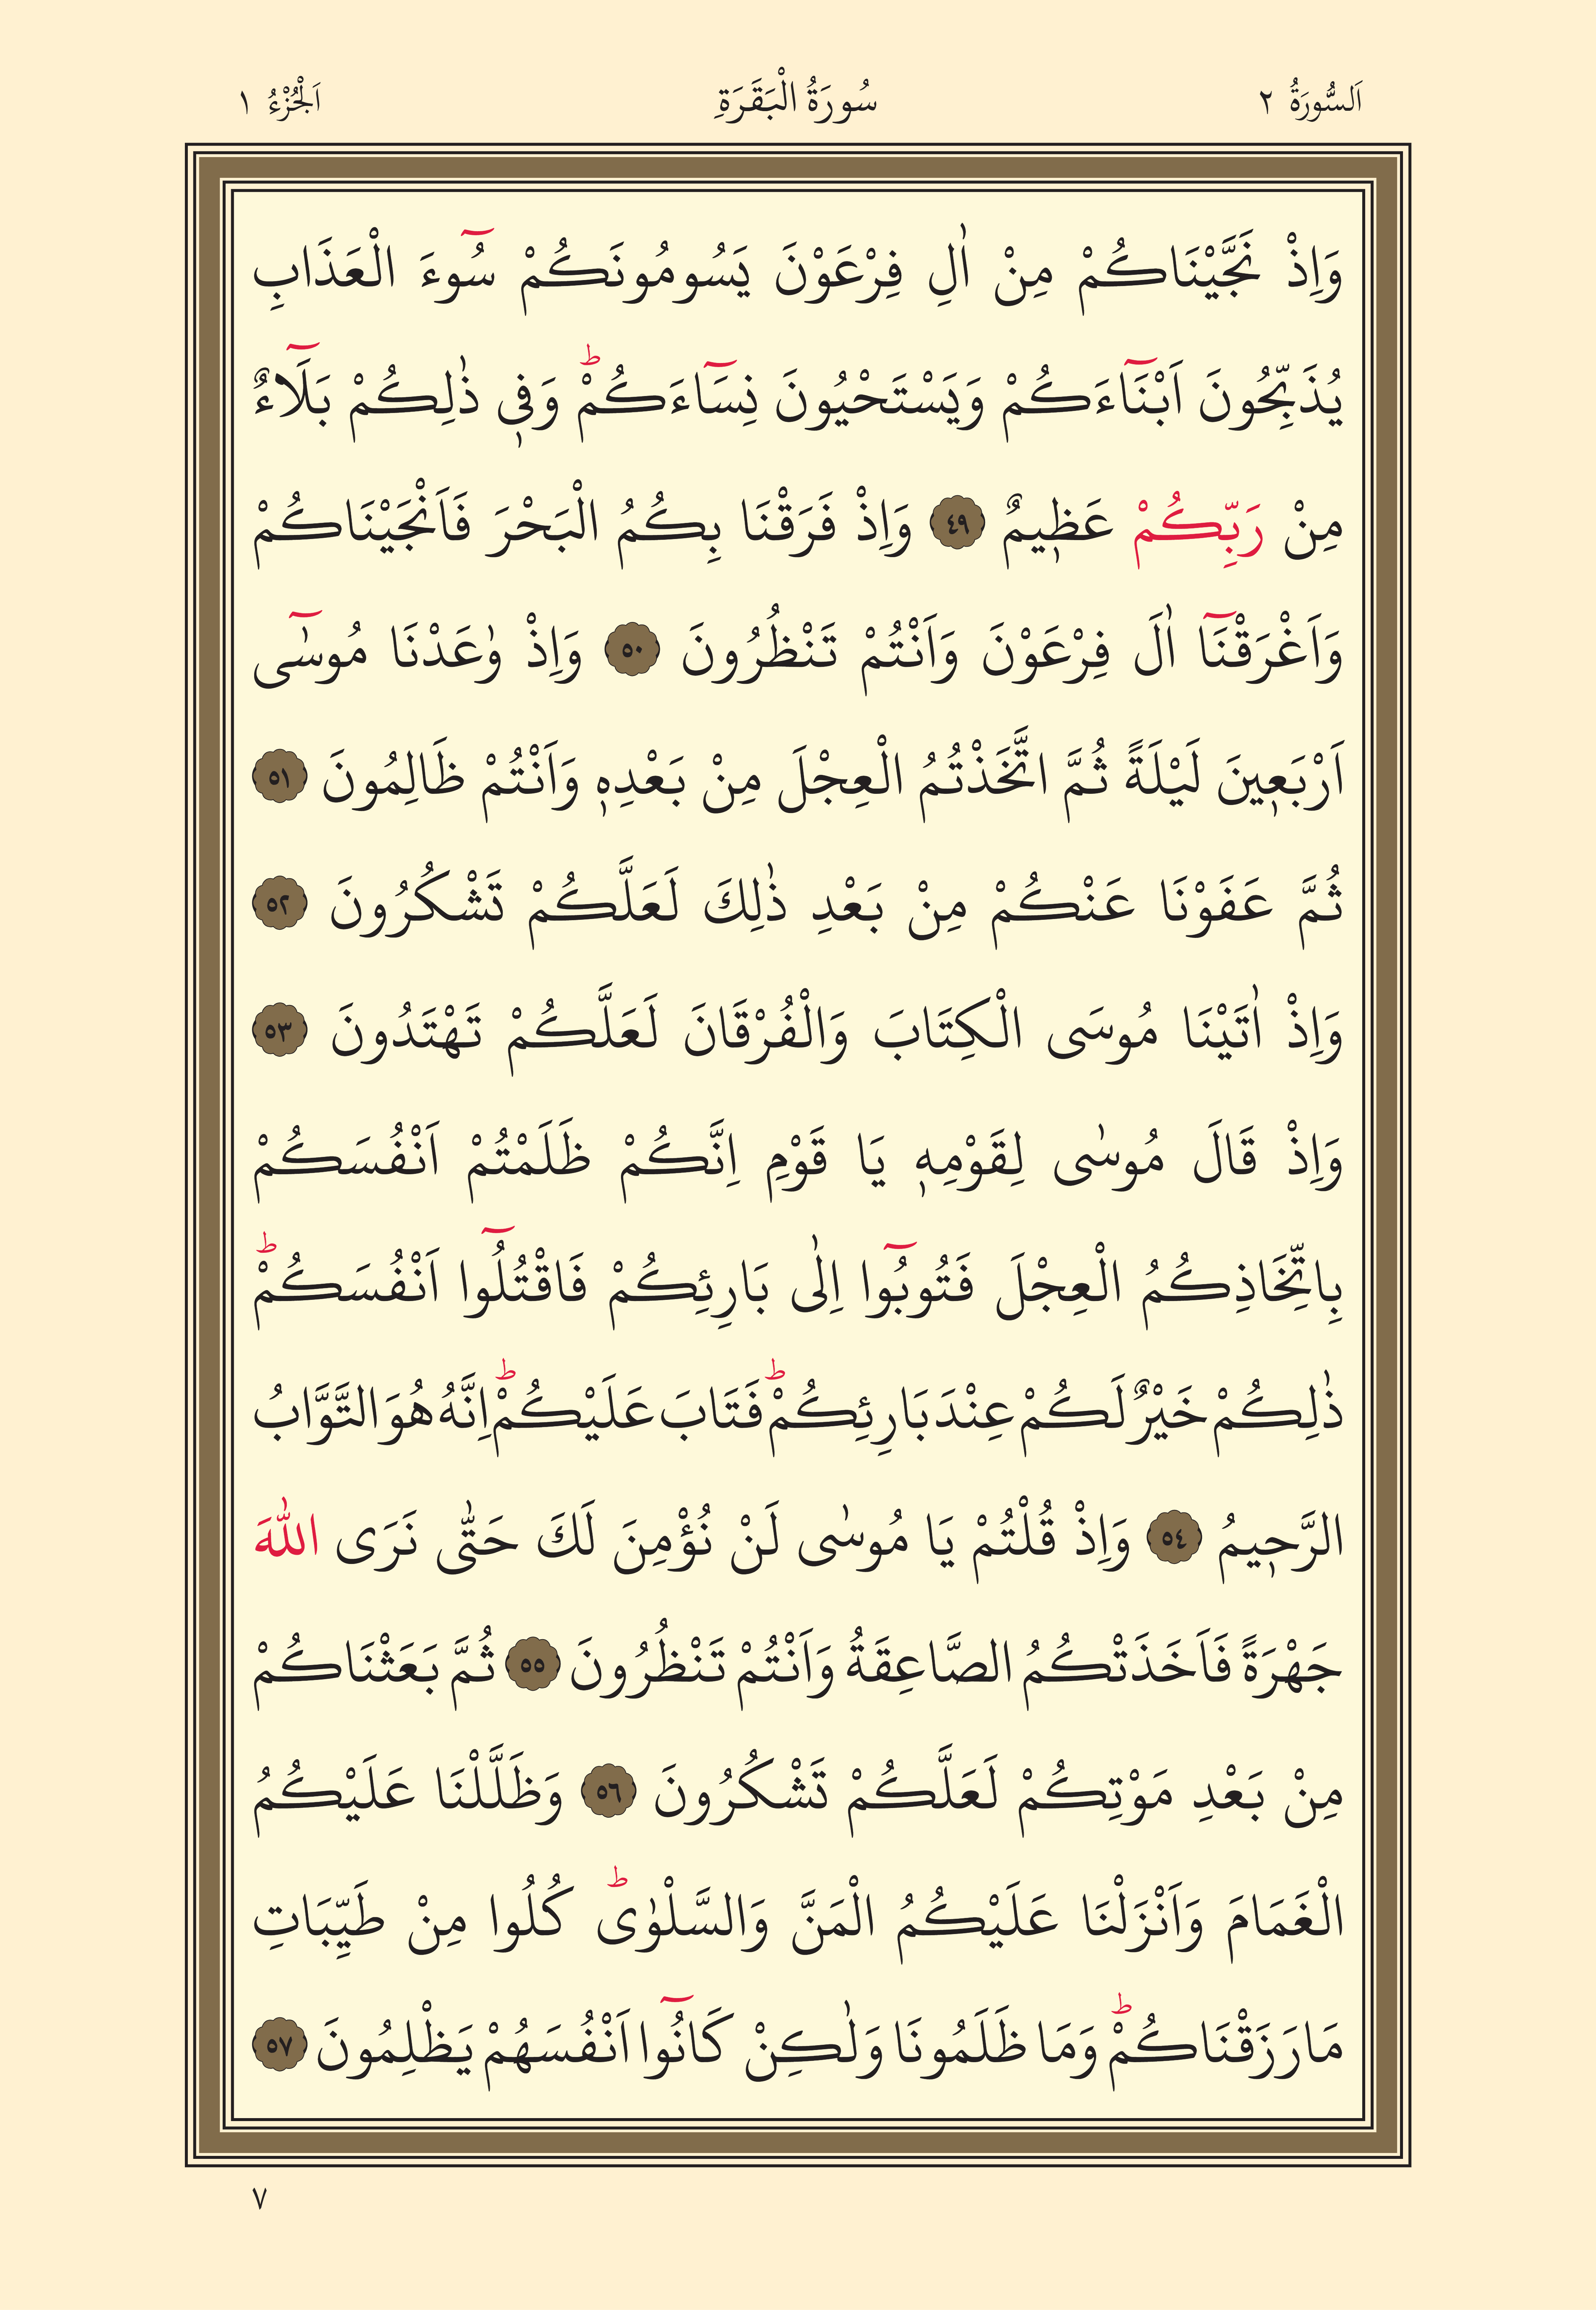 اَلسُّورَةُ ٢ سُورَةُ الْبَقَرَةِ اَلْجُزْءُ ١
وَاِذْ نَجَّيْنَاكُمْ مِنْ اٰلِ فِرْعَوْنَ يَسُومُونَكُمْ سُٓوءَ الْعَذَابِ
يُذَبِّحُونَ اَبْنَٓاءَكُمْ وَيَسْتَحْيُونَ نِسَٓاءَكُمْؕ وَفٖى ذٰلِكُمْ بَلَٓاءٌ
مِنْ رَبِّكُمْ عَظٖيمٌ ٤٩ وَاِذْ فَرَقْنَا بِكُمُ الْبَحْرَ فَاَنْجَيْنَاكُمْ
وَاَغْرَقْنَٓا اٰلَ فِرْعَوْنَ وَاَنْتُمْ تَنْظُرُونَ ٥٠ وَاِذْ وٰعَدْنَا مُوسٰٓى
اَرْبَعٖينَ لَيْلَةً ثُمَّ اتَّخَذْتُمُ الْعِجْلَ مِنْ بَعْدِهٖ وَاَنْتُمْ ظَالِمُونَ ٥١
ثُمَّ عَفَوْنَا عَنْكُمْ مِنْ بَعْدِ ذٰلِكَ لَعَلَّكُمْ تَشْكُرُونَ ٥٢
وَاِذْ اٰتَيْنَا مُوسَى الْكِتَابَ وَالْفُرْقَانَ لَعَلَّكُمْ تَهْتَدُونَ ٥٣
وَاِذْ قَالَ مُوسٰى لِقَوْمِهٖ يَا قَوْمِ اِنَّكُمْ ظَلَمْتُمْ اَنْفُسَكُمْ
بِاتِّخَاذِكُمُ الْعِجْلَ فَتُوبُٓوا اِلٰى بَارِئِكُمْ فَاقْتُلُٓوا اَنْفُسَكُمْؕ
ذٰلِكُمْ خَيْرٌ لَكُمْ عِنْدَ بَارِئِكُمْؕ فَتَابَ عَلَيْكُمْؕ اِنَّهُ هُوَ التَّوَّابُ
الرَّحٖيمُ ٥٤ وَاِذْ قُلْتُمْ يَا مُوسٰى لَنْ نُؤْمِنَ لَكَ حَتّٰى نَرَى اللّٰهَ
جَهْرَةً فَاَخَذَتْكُمُ الصَّاعِقَةُ وَاَنْتُمْ تَنْظُرُونَ ٥٥ ثُمَّ بَعَثْنَاكُمْ
مِنْ بَعْدِ مَوْتِكُمْ لَعَلَّكُمْ تَشْكُرُونَ ٥٦ وَظَلَّلْنَا عَلَيْكُمُ
الْغَمَامَ وَاَنْزَلْنَا عَلَيْكُمُ الْمَنَّ وَالسَّلْوٰىؕ كُلُوا مِنْ طَيِّبَاتِ
مَا رَزَقْنَاكُمْؕ وَمَا ظَلَمُونَا وَلٰكِنْ كَانُٓوا اَنْفُسَهُمْ يَظْلِمُونَ ٥٧
٧